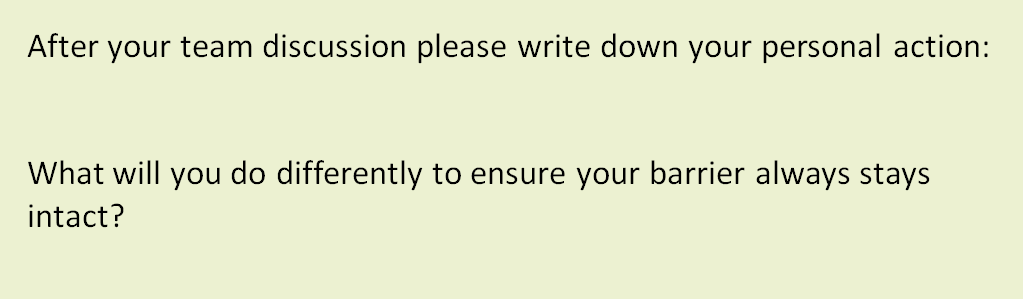 After your team discussion please write down your personal action:
What will you do differently to ensure your barrier always stays
intact?